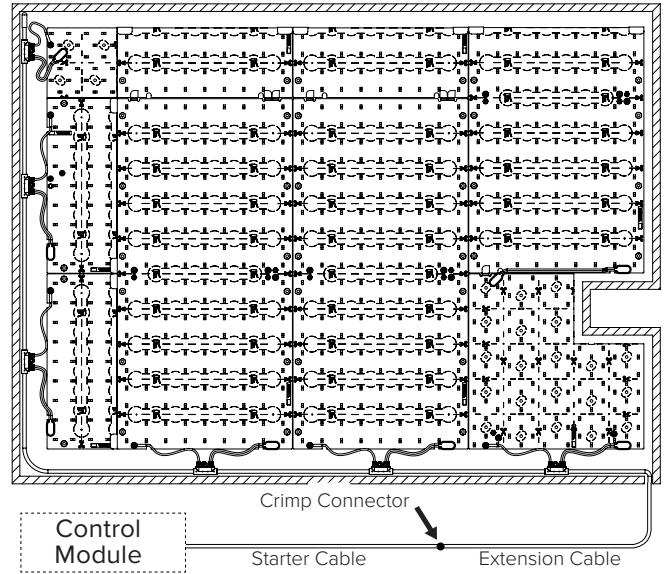 Crimp Connector
Control
Module
Starter Cable
Extension Cable